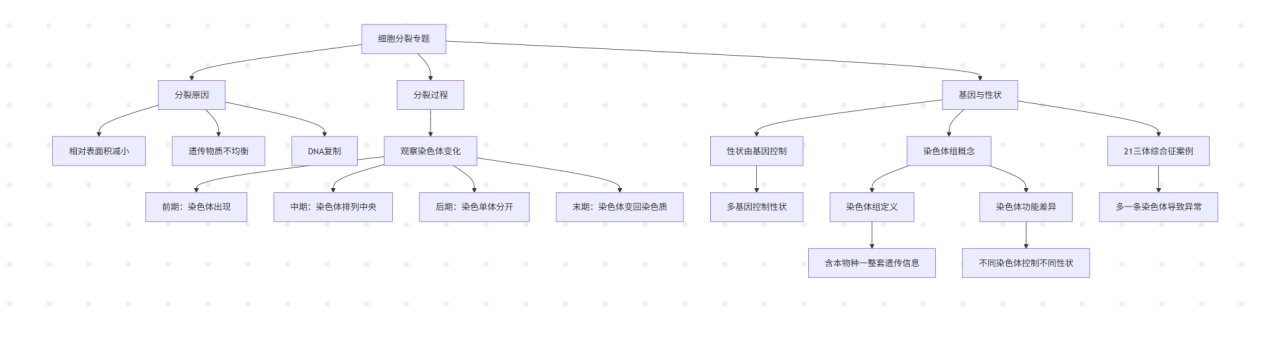 细胞分裂专题
分裂原因
分裂过程
基因与性状
相对表面积减小
遗传物质不均衡
DNA复制
观察染色体变化
性状由基因控制
染色体组概念
21三体综合征案例
前期：染色体出现
中期：染色体排列中央
后期：染色单体分开
末期：染色体变回染色质
多基因控制性状
染色体组定义
染色体功能差异
多一条染色体导致异常
含本物种一整套遗传信息
不同染色体控制不同性状